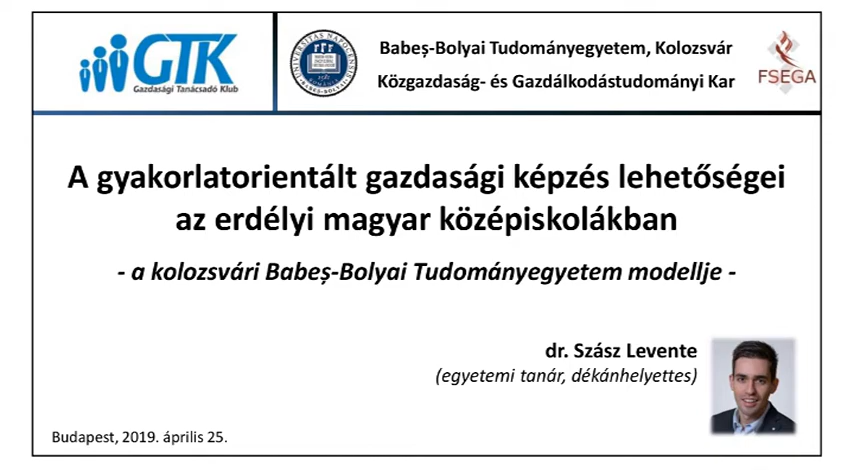 GTK
Gazdasági Tanácsadó Klub
Babeș-Bolyai Tudományegyetem, Kolozsvár
Közgazdaság- és Gazdálkodástudományi Kar
FSEGA
A gyakorlatorientált gazdasági képzés lehetőségei
az erdélyi magyar középiskolákban
- a kolozsvári Babeș-Bolyai Tudományegyetem modellje -
dr. Szász Levente
(egyetemi tanár, dékánhelyettes)
Budapest, 2019. április 25.